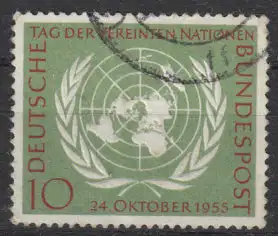 TAG DER VEREINTEN NATIONEN
DEUTSCHE
BUNDESPOST
10
24. OKTOBER 1955